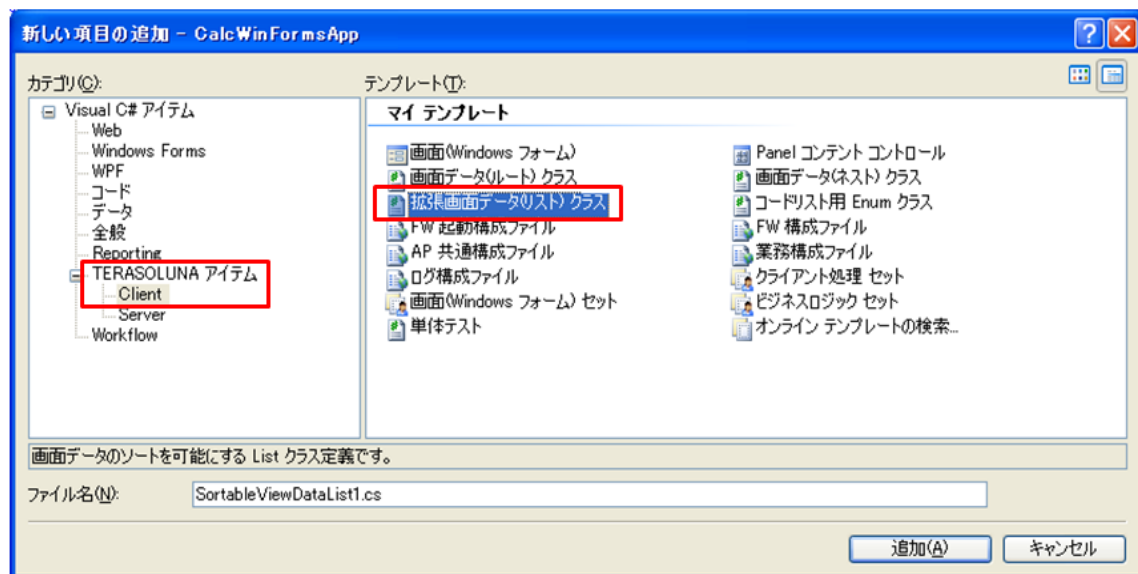 新しい項目の追加 - CalcWinFormsApp
カテゴリ(C):
テンプレート(T):
Visual C# アイテム
Web
Windows Forms
WPF
コード
データ
全般
Reporting
TERASOLUNA アイテム
Client
Server
Workflow
マイ テンプレート
画面(Windows フォーム)
Panel コンテント コントロール
画面データ(ルート) クラス
画面データ(ネスト) クラス
拡張画面データ(リスト) クラス
コードリスト用 Enum クラス
FW 起動構成ファイル
FW 構成ファイル
AP 共通構成ファイル
業務構成ファイル
ログ構成ファイル
クライアント処理 セット
画面(Windows フォーム) セット
ビジネスロジック セット
単体テスト
オンライン テンプレートの検索...
画面データのソートを可能にする List クラス定義です。
ファイル名(N):
SortableViewDataList1.cs
追加(A)
キャンセル